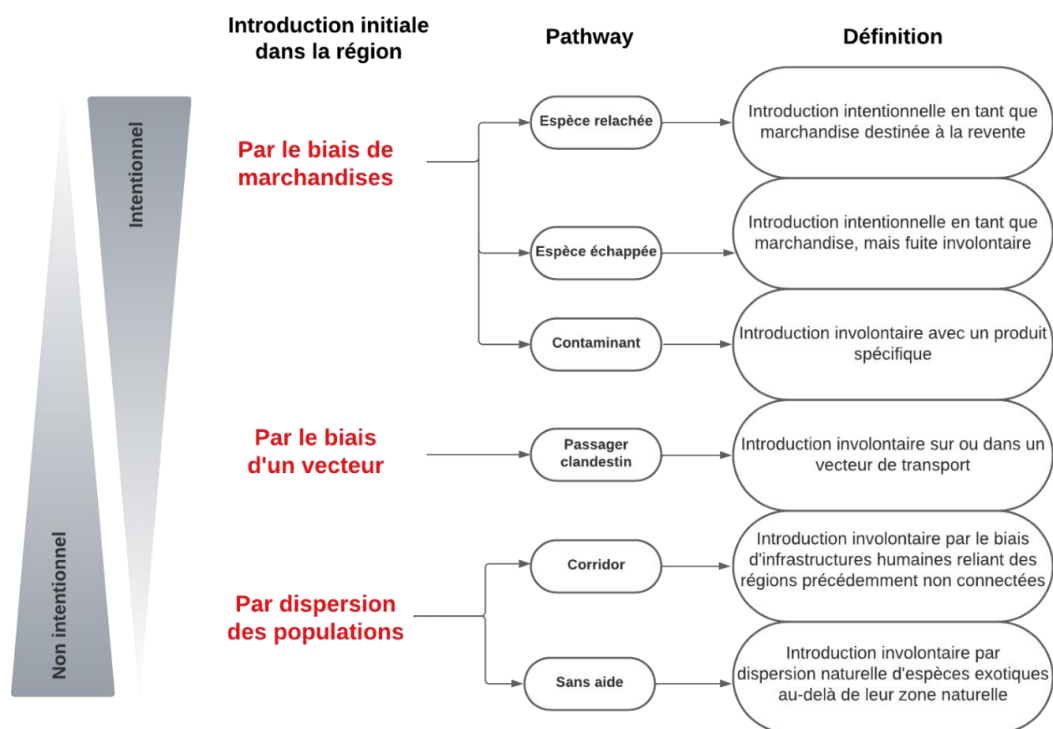 Introduction initiale
dans la région
Pathway
Définition
Intentionnel
Non intentionnel
Par le biais de
marchandises
Espèce relachée
Introduction intentionnelle en tant que
marchandise destinée à la revente
Espèce échappée
Introduction intentionnelle en tant que
marchandise, mais fuite involontaire
Contaminant
Introduction involontaire avec un produit
spécifique
Par le biais
d'un vecteur
Passager
clandestin
Introduction involontaire sur ou dans un
vecteur de transport
Par dispersion
des populations
Corridor
Introduction involontaire par le biais
d'infrastructures humaines reliant des
régions précédemment non connectées
Sans aide
Introduction involontaire par
dispersion naturelle d'espèces exotiques
au-delà de leur zone naturelle